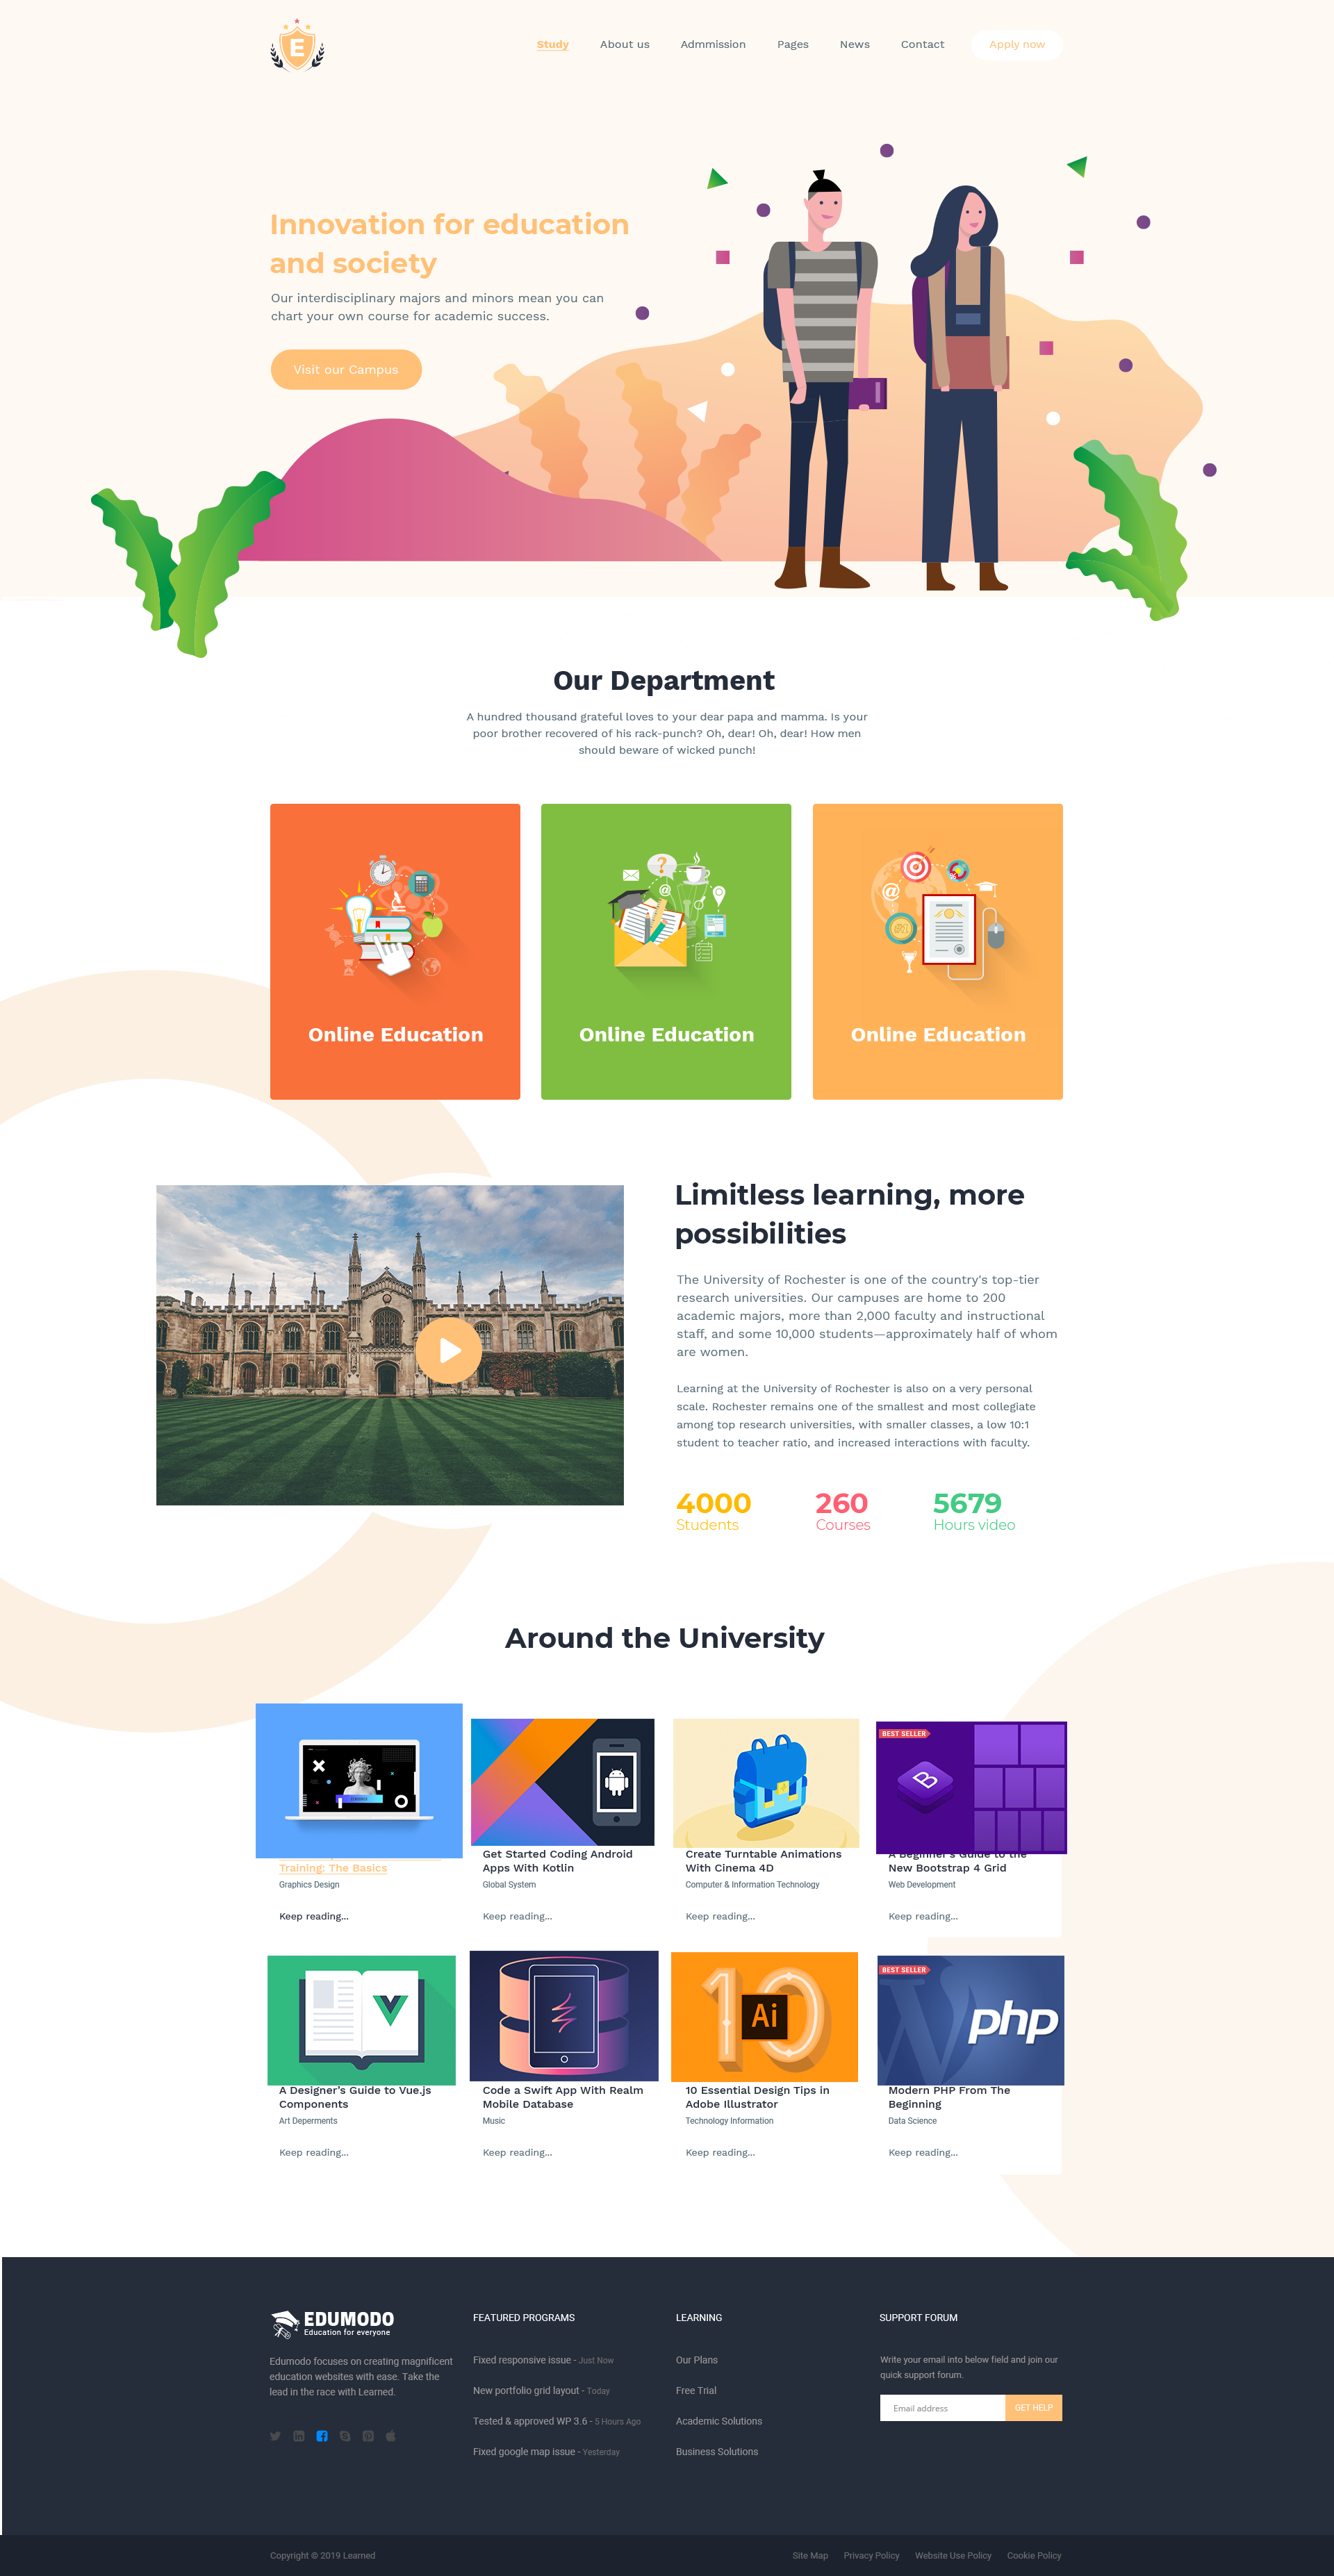 E
Study
About us
Admmission
Pages
News
Contact
Apply now
Innovation for education
and society
Our interdisciplinary majors and minors mean you can
chart your own course for academic success.
Visit our Campus
Our Department
A hundred thousand grateful loves to your dear papa and mamma. Is your
poor brother recovered of his rack-punch? Oh, dear! Oh, dear! How men
should beware of wicked punch!
Online Education
Online Education
Online Education
Limitless learning, more
possibilities
The University of Rochester is one of the country's top-tier
research universities. Our campuses are home to 200
academic majors, more than 2,000 faculty and instructional
staff, and some 10,000 students—approximately half of whom
are women.
Learning at the University of Rochester is also on a very personal
scale. Rochester remains one of the smallest and most collegiate
among top research universities, with smaller classes, a low 10:1
student to teacher ratio, and increased interactions with faculty.
4000
Students
260
Courses
5679
Hours video
Around the University
Training: The Basics
Graphics Design
Keep reading...
Get Started Coding Android
Apps With Kotlin
Global System
Keep reading...
Create Turntable Animations
With Cinema 4D
Computer & Information Technology
Keep reading...
BEST SELLER
B
A Beginner's Guide to the
New Bootstrap 4 Grid
Web Development
Keep reading...
A Designer's Guide to Vue.js
Components
Art Deperments
Keep reading...
Code a Swift App With Realm
Mobile Database
Music
Keep reading...
10
Ai
10 Essential Design Tips in
Adobe Illustrator
Technology Information
Keep reading...
BEST SELLER
W
php
Modern PHP From The
Beginning
Data Science
Keep reading...
EDUMODO
Education for everyone
Edumodo focuses on creating magnificent
education websites with ease. Take the
lead in the race with Learned.
FEATURED PROGRAMS
Fixed responsive issue - Just Now
New portfolio grid layout - Today
Tested & approved WP 3.6 - 5 Hours Ago
Fixed google map issue - Yesterday
LEARNING
Our Plans
Free Trial
Academic Solutions
Business Solutions
SUPPORT FORUM
Write your email into below field and join our
quick support forum.
Email address
GET HELP
Copyright © 2019 Learned
Site Map
Privacy Policy
Website Use Policy
Cookie Policy